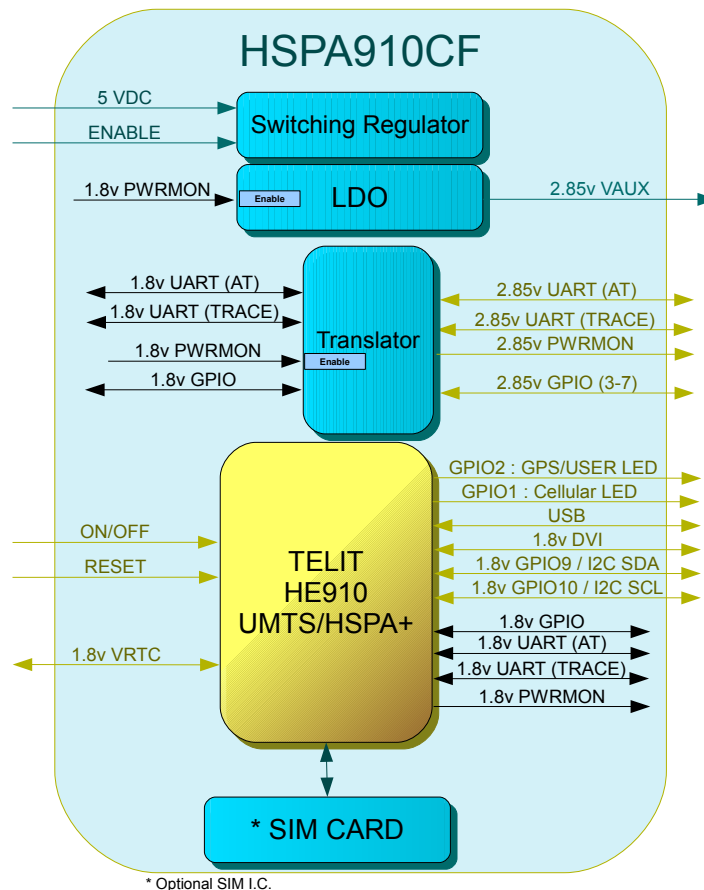 HSPA910CF
5 VDC
Switching Regulator
ENABLE
1.8v PWRMON
Enable
LDO
2.85v VAUX
1.8v UART (AT)
2.85v UART (AT)
1.8v UART (TRACE)
2.85v UART (TRACE)
Translator
2.85v PWRMON
1.8v PWRMON
Enable
1.8v GPIO
2.85v GPIO (3-7)
GPIO2 : GPS/USER LED
GPIO1 : Cellular LED
USB
ON/OFF
1.8v DVI
RESET
TELIT
HE910
UMTS/HSPA+
1.8v GPIO9 / I2C SDA
1.8v GPIO10 / I2C SCL
1.8v GPIO
1.8v UART (AT)
1.8v VRTC
1.8v UART (TRACE)
1.8v PWRMON
* SIM CARD
* Optional SIM I.C.